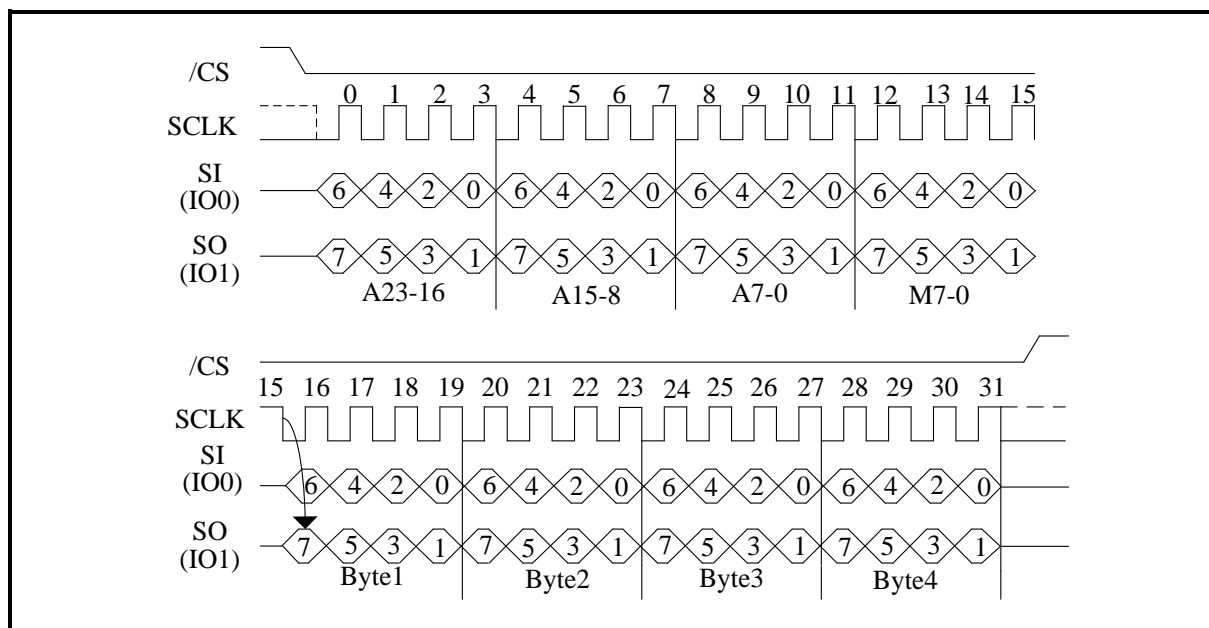 /CS
0 1 2 3 4 5 6 7 8 9 10 11 12 13 14 15
SCLK
SI
(IO0)
6 4 2 0 6 4 2 0 6 4 2 0 6 4 2 0
SO
(IO1)
7 5 3 1 7 5 3 1 7 5 3 1 7 5 3 1
A23-16 A15-8 A7-0 M7-0
/CS
15 16 17 18 19 20 21 22 23 24 25 26 27 28 29 30 31
SCLK
SI
(IO0)
6 4 2 0 6 4 2 0 6 4 2 0 6 4 2 0
SO
(IO1)
7 5 3 1 7 5 3 1 7 5 3 1 7 5 3 1
Byte1 Byte2 Byte3 Byte4